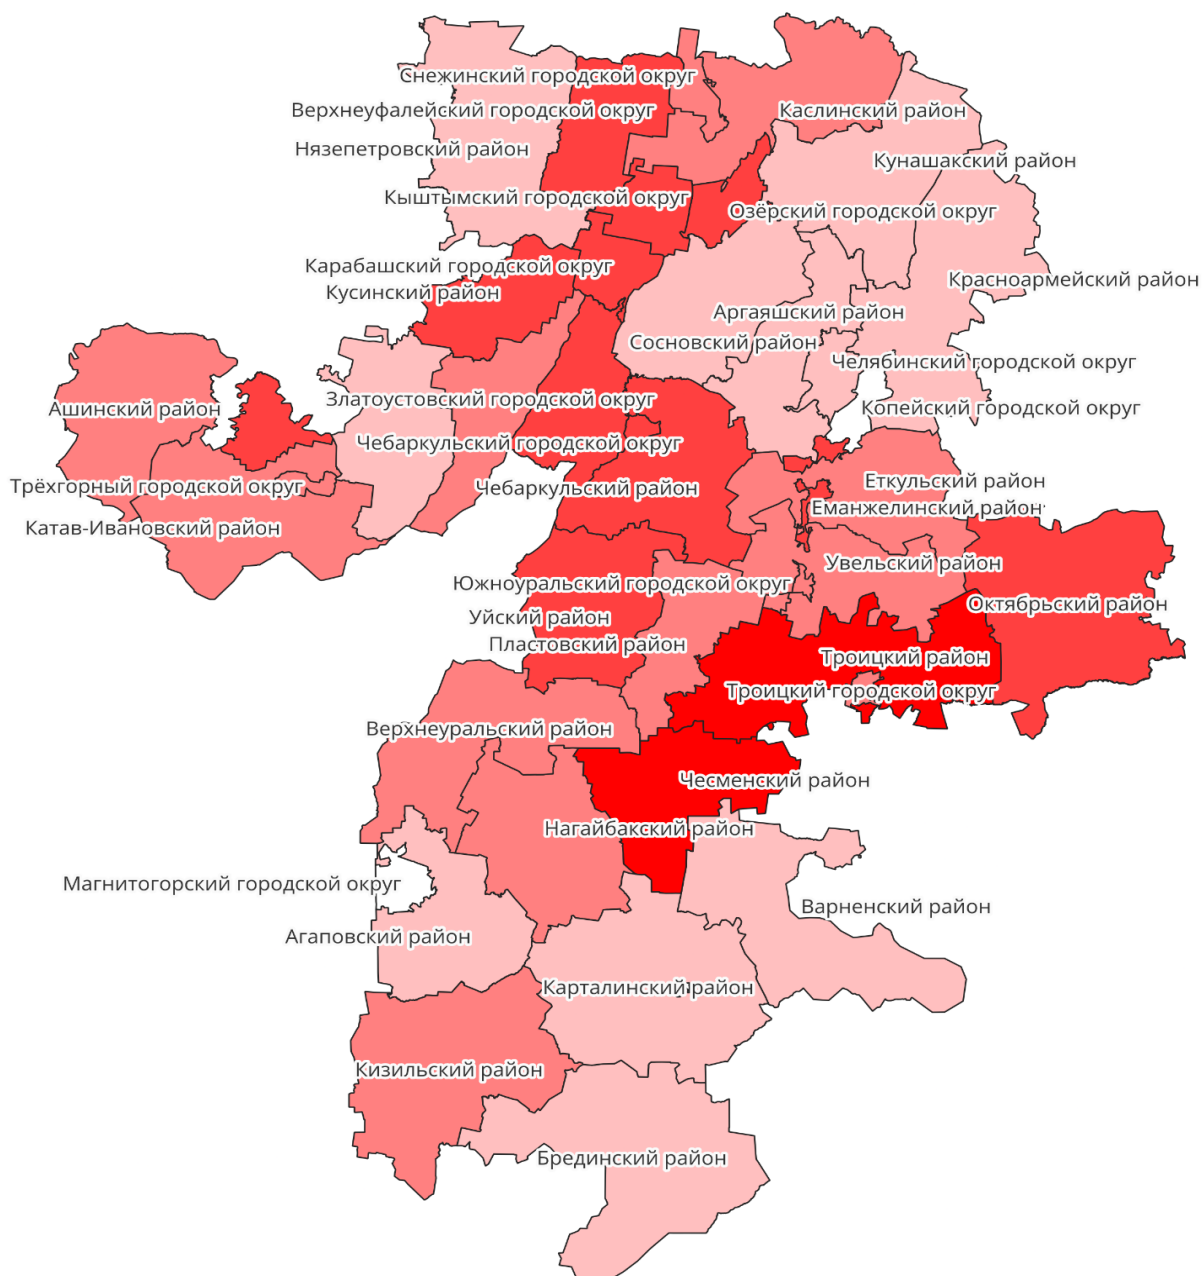 Снежинский городской округ
Верхнеуфалейский городской округ
Каслинский район
Нязепетровский район
Кунашакский район
Кыштымский городской округ
Озёрский городской округ
Карабашский городской округ
Красноармейский район
Кусинский район
Аргаяшский район
Сосновский район
Челябинский городской округ
Златоустовский городской округ
Ашинский район
Копейский городской округ
Чебаркульский городской округ
Еткульский район
Трёхгорный городской округ
Чебаркульский район
Еманжелинский район
Катав-Ивановский район
Увельский район
Южноуральский городской округ
Октябрьский район
Уйский район
Пластовский район
Троицкий район
Троицкий городской округ
Верхнеуральский район
Чесменский район
Нагайбакский район
Магнитогорский городской округ
Варненский район
Агаповский район
Карталинский район
Кизильский район
Брединский район